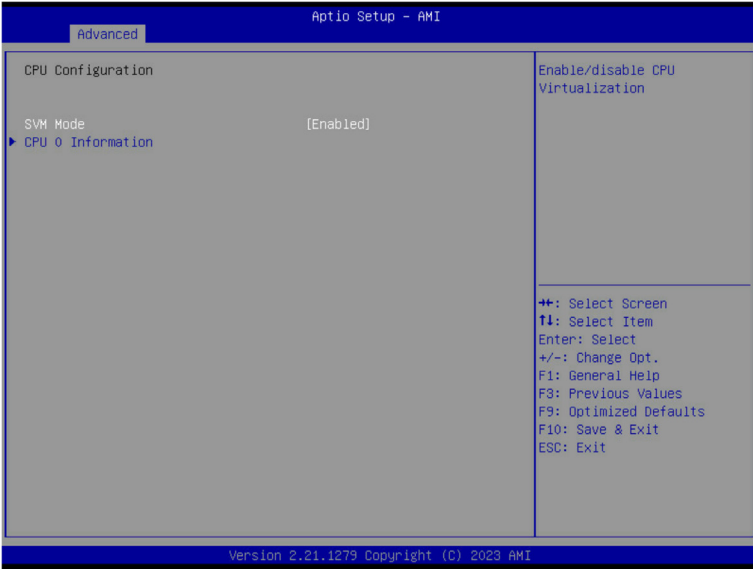 Aptio Setup – AMI
Advanced
CPU Configuration
SVM Mode [Enabled]
CPU 0 Information
Enable/disable CPU
Virtualization
→←: Select Screen
↑↓: Select Item
Enter: Select
+/-: Change Opt.
F1: General Help
F3: Previous Values
F9: Optimized Defaults
F10: Save & Exit
ESC: Exit
Version 2.21.1279 Copyright (C) 2023 AMI